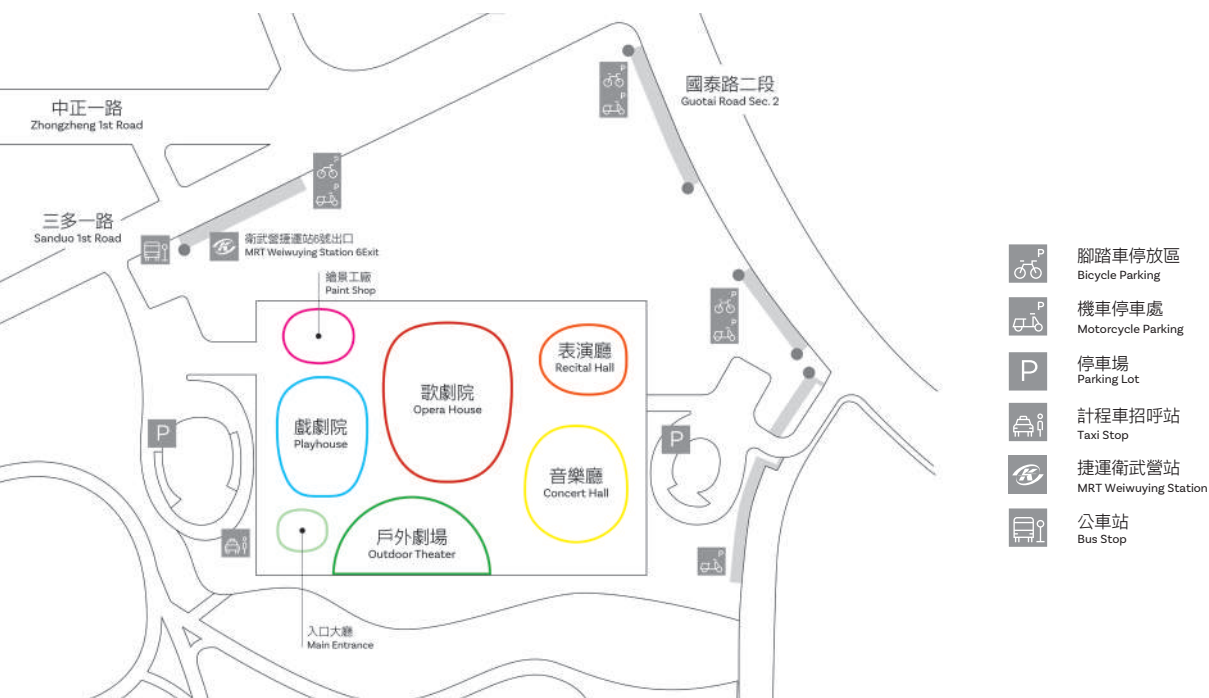 國泰路二段
Guotai Road Sec. 2
中正一路
Zhongzheng 1st Road
三多一路
Sanduo 1st Road
衛武營捷運站6號出口
MRT Weiwuying Station 6Exit
繪景工廠
Paint Shop
表演廳
Recital Hall
歌劇院
Opera House
戲劇院
Playhouse
音樂廳
Concert Hall
戶外劇場
Outdoor Theater
入口大廳
Main Entrance
P
P
P
P
P
P
P
P
P
P
腳踏車停放區
Bicycle Parking
P
機車停車處
Motorcycle Parking
P
停車場
Parking Lot
計程車招呼站
Taxi Stop
捷運衛武營站
MRT Weiwuying Station
公車站
Bus Stop